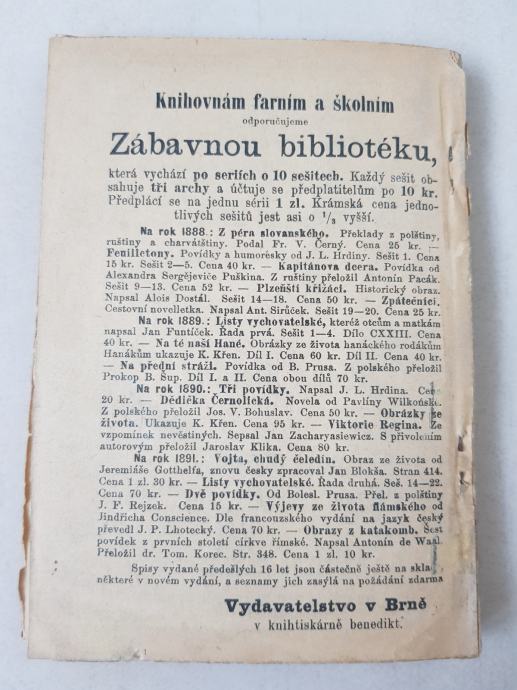 Knihovnám farním a školním
odporučujeme
Zábavnou bibliotéku,
která vychází po seriích o 10 sešitech. Každý sešit ob-
sahuje tři archy a účtuje se předplatitelům po 10 kr.
Předplácí se na jednu sérii 1 zl. Krámská cena jedno-
tlivých sešitů jest asi o 1/3 vyšší.
Na rok 1888.: Z péra slovanského. Překlady z polštiny,
ruštiny a charvátštiny. Podal Fr. V. Černý. Cena 25 kr. —
Feuilletony. Povídky a humoresky od J. L. Hrdiny. Sešit 1. Cena
15 kr. Sešit 2—5. Cena 40 kr. — Kapitánova dcera. Povídka od
Alexandra Sergějeviče Puškina. Z ruštiny přeložil Antonín Pacák.
Sešit 9—13. Cena 52 kr. — Plzeňští křižáci. Historický obraz.
Napsal Alois Dostál. Sešit 14—18. Cena 50 kr. — Zpátečníci.
Cestovní novelletka. Napsal Ant. Sirůček. Sešit 19—20. Cena 25 kr.
Na rok 1889.: Listy vychovatelské, kteréž otcům a matkám
napsal Jan Funtíček. Řada prvá. Sešit 1—4. Dílo CXXIII. Cena
40 kr. — Na té naší Hané. Obrázky ze života hanáckého rodákům
Hanákům ukazuje K. Křen. Díl I. Cena 60 kr. Díl II. Cena 40 kr.
— Na přední stráži. Povídka od B. Prusa. Z polského přeložil
Prokop B. Šup. Díl I. a II. Cena obou dílů 70 kr.
Na rok 1890.: Tři povídky. Napsal J. L. Hrdina. Ce
20 kr. — Dědička Černolická. Novela od Pavlíny Wilkońské.
Z polského přeložil Jos. V. Bohuslav. Cena 50 kr. — Obrázky ze
života. Ukazuje K. Křen. Cena 95 kr. — Viktorie Regina. Ze
vzpomínek nevěstiných. Sepsal Jan Zacharyasiewicz. S přivolením
autorovým přeložil Jaroslav Klika. Cena 80 kr.
Na rok 1891.: Vojta, chudý čeledín. Obraz ze života od
Jeremiáše Gotthelfa, znovu česky zpracoval Jan Blokša. Stran 414.
Cena 1 zl. 30 kr. — Listy vychovatelské. Řada druhá. Seš. 14—22.
Cena 70 kr. — Dvě povídky. Od Bolesl. Prusa. Přel. z polštiny
J. F. Rejzek. Cena 15 kr. — Výjevy ze života flámského od
Jindřicha Conscience. Dle francouzského vydání na jazyk český
převedl J. P. Lhotecký. Cena 70 kr. — Obrazy z katakomb. Šest
povídek z prvních století církve římské. Napsal Antonín de Waal.
Přeložil dr. Tom. Korec. Str. 348. Cena 1 zl. 10 kr.
Spisy vydané předešlých 16 let jsou částečně ještě na skla
některé v novém vydání, a seznamy jich zasýlá na požádání zdarma
Vydavatelstvo v Brně
v knihtiskárně benedikt.